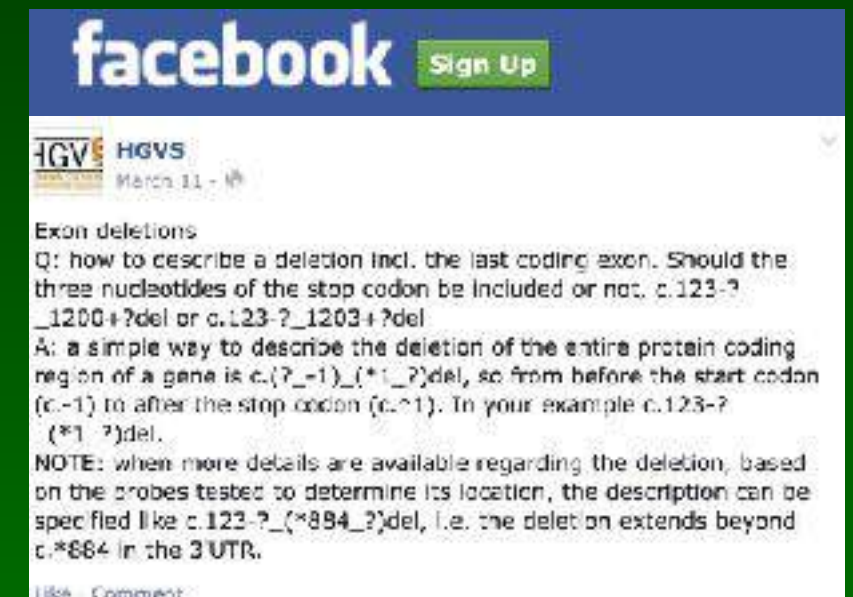 facebook Sign Up
HGVS HGVS
March 11 -
Exon deletions
Q: how to describe a deletion incl. the last coding exon. Should the
three nucleotides of the stop codon be included or not, c.123-?
_1200+?del or c.123-?_1203+?del
A: a simple way to describe the deletion of the entire protein coding
region of a gene is c.(?_-1)_(*1_?)del, so from before the start codon
(c.-1) to after the stop codon (c.*1). In your example c.123-?
_(*1_?)del.
NOTE: when more details are available regarding the deletion, based
on the probes tested to determine its location, the description can be
specified like c.123-?_(*884_?)del, i.e. the deletion extends beyond
c.*884 in the 3'UTR.
Like · Comment